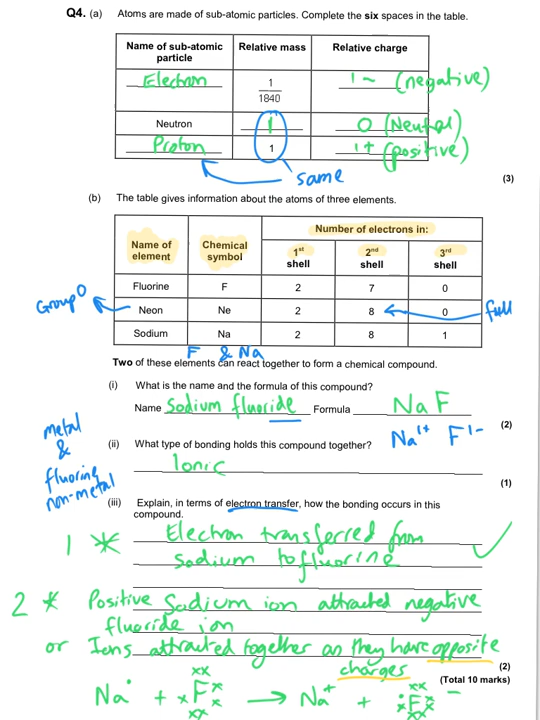 Q4. (a) Atoms are made of sub-atomic particles. Complete the six spaces in the table.
Name of sub-atomic particle Relative mass Relative charge
Electron 1/1840 1- (negative)
Neutron 1 0 (Neutral)
Proton 1 1+ (positive)
same
(3)
(b) The table gives information about the atoms of three elements.
Name of element Chemical symbol Number of electrons in:
1st shell 2nd shell 3rd shell
Fluorine F 2 7 0
Group 0 Neon Ne 2 8 0 full
Sodium Na 2 8 1
F & Na
Two of these elements can react together to form a chemical compound.
(i) What is the name and the formula of this compound?
Name Sodium fluoride Formula NaF
(2)
Na1+ F1-
metal & fluorine non-metal
(ii) What type of bonding holds this compound together?
Ionic
(1)
(iii) Explain, in terms of electron transfer, how the bonding occurs in this
compound.
1 * Electron transferred from
sodium to fluorine
2 * Positive Sodium ion attracted negative
fluoride ion
or Ions attracted together as they have opposite
charges
(2)
(Total 10 marks)
Na + F → Na+ + F-